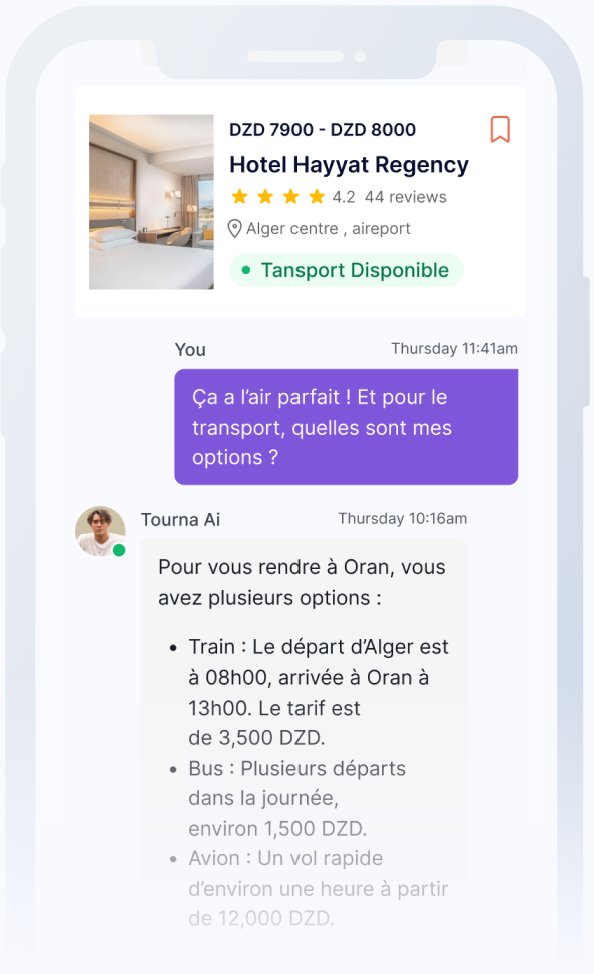 DZD 7900 - DZD 8000
Hotel Hayyat Regency
4.2 44 reviews
Alger centre , aireport
Tansport Disponible
You Thursday 11:41am
Ça a l’air parfait ! Et pour le
transport, quelles sont mes
options ?
Tourna Ai Thursday 10:16am
Pour vous rendre à Oran, vous
avez plusieurs options :
• Train : Le départ d’Alger est
à 08h00, arrivée à Oran à
13h00. Le tarif est
de 3,500 DZD.
• Bus : Plusieurs départs
dans la journée,
environ 1,500 DZD.
• Avion : Un vol rapide
d’environ une heure à partir
de 12,000 DZD.